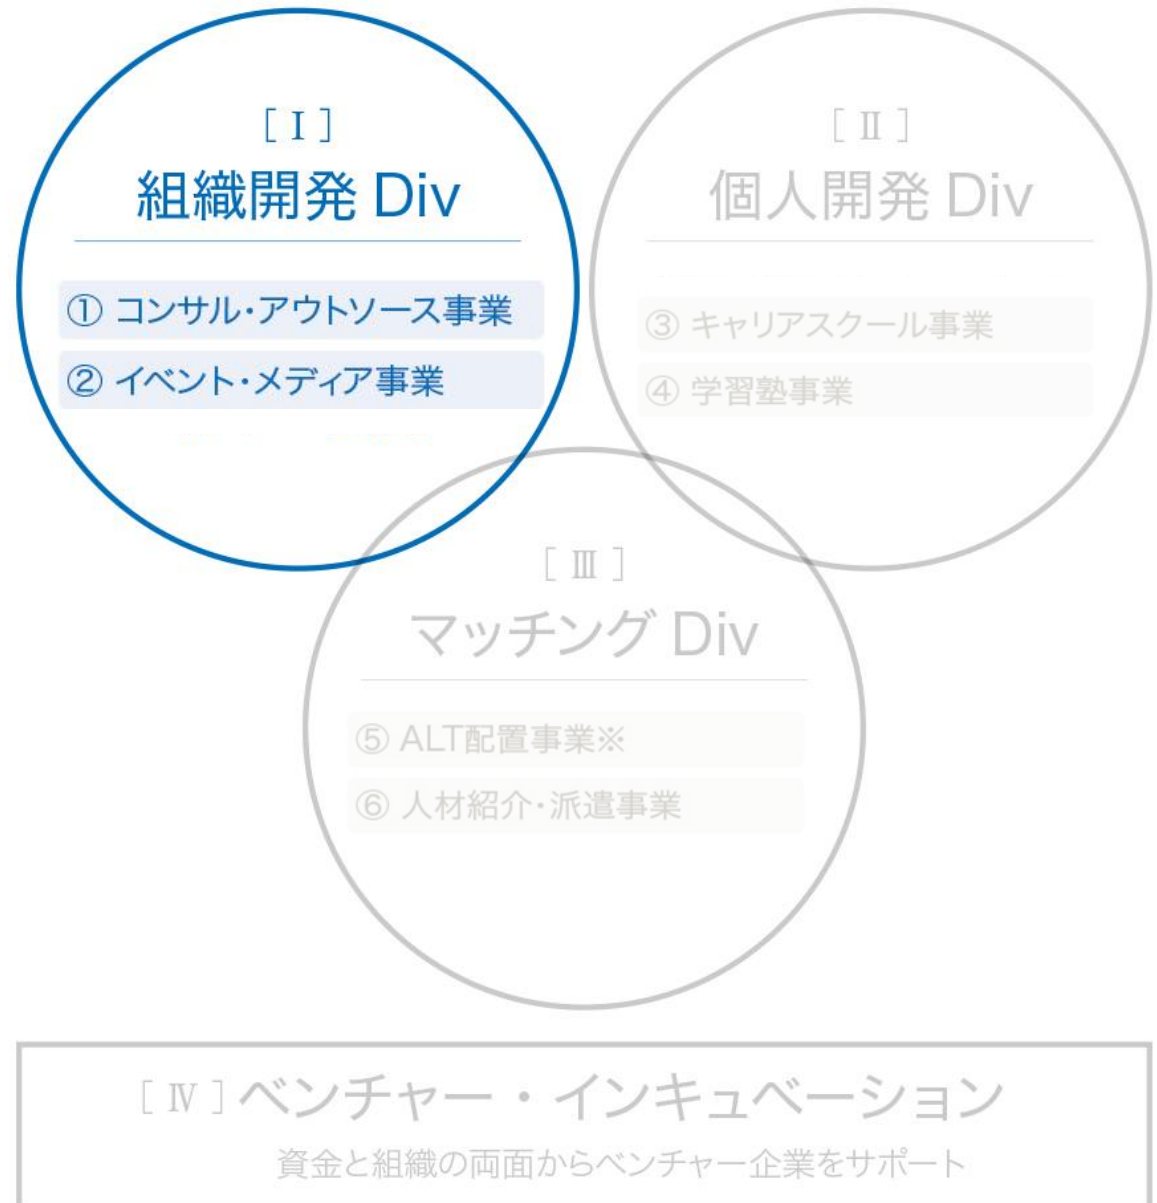 [ Ⅰ ]
組織開発 Div
① コンサル・アウトソース事業
② イベント・メディア事業
[ Ⅱ ]
個人開発 Div
③ キャリアスクール事業
④ 学習塾事業
[ Ⅲ ]
マッチング Div
⑤ ALT配置事業※
⑥ 人材紹介・派遣事業
[ Ⅳ ] ベンチャー・インキュベーション
資金と組織の両面からベンチャー企業をサポート